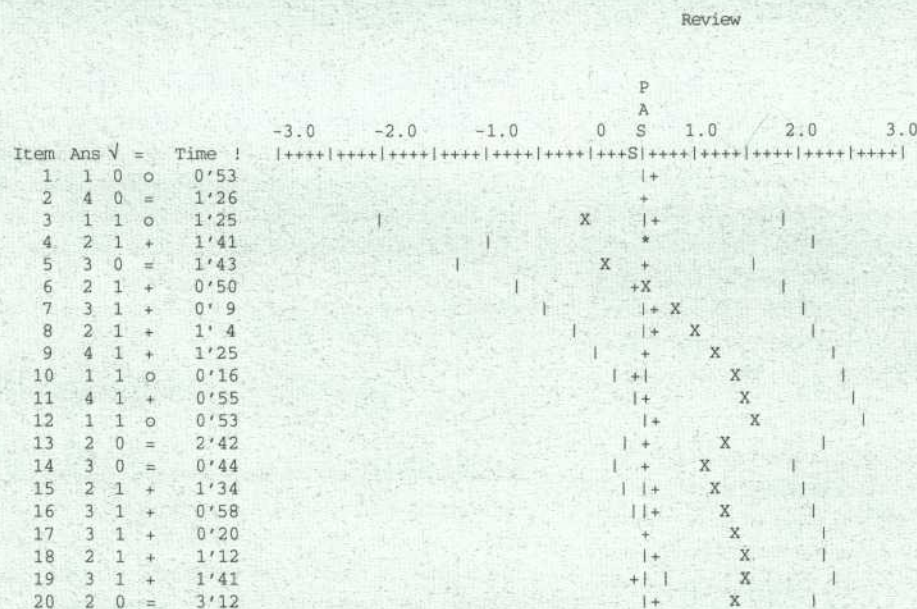 Review
P
A
-3.0 -2.0 -1.0 0 S 1.0 2.0 3.0
Item Ans √ = Time ! |++++|++++|++++|++++|++++|++++|+++S|++++|++++|++++|++++|++++|
1 1 0 o 0'53 |+
2 4 0 = 1'26 +
3 1 1 o 1'25 | X |+ |
4 2 1 + 1'41 | * |
5 3 0 = 1'43 | X + |
6 2 1 + 0'50 | +X |
7 3 1 + 0' 9 | |+ X |
8 2 1 + 1' 4 | |+ X |
9 4 1 + 1'25 | + X |
10 1 1 o 0'16 | +| X |
11 4 1 + 0'55 |+ X |
12 1 1 o 0'53 |+ X |
13 2 0 = 2'42 | + X |
14 3 0 = 0'44 | + X |
15 2 1 + 1'34 | |+ X |
16 3 1 + 0'58 ||+ X |
17 3 1 + 0'20 + X |
18 2 1 + 1'12 |+ X |
19 3 1 + 1'41 +| | X |
20 2 0 = 3'12 |+ X |